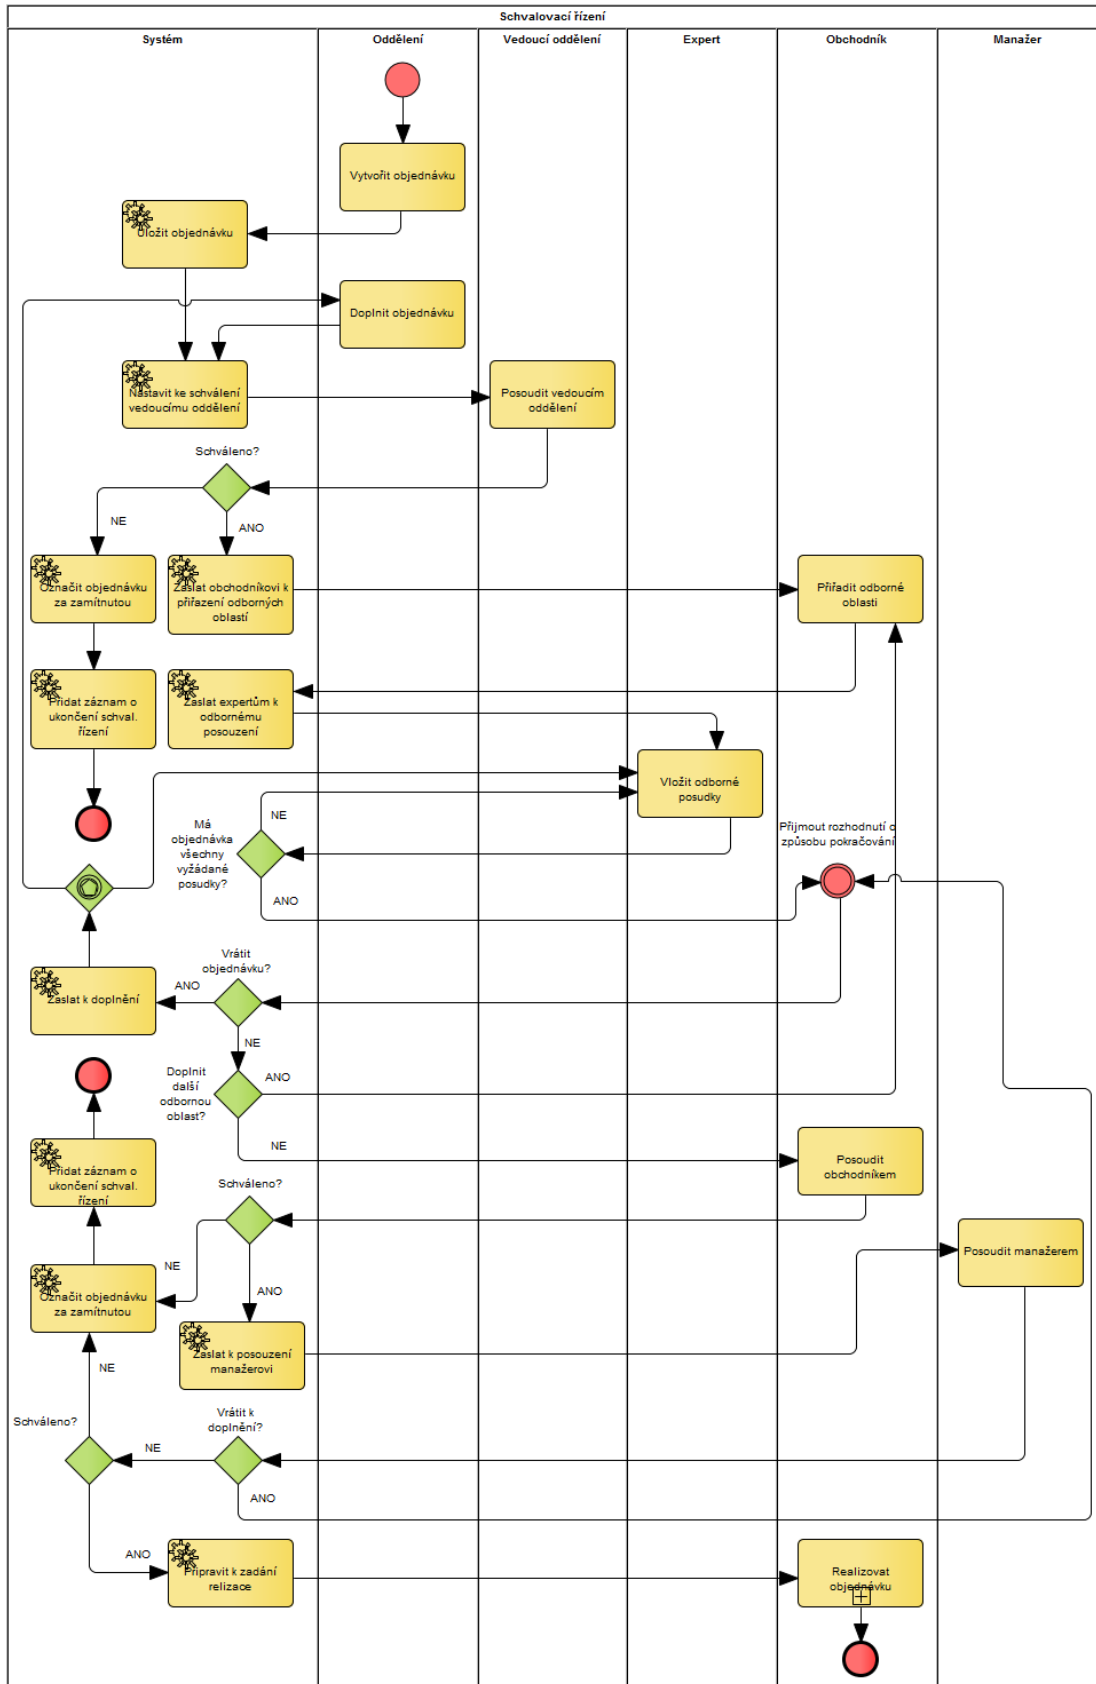 Schvalovací řízení
Systém
Oddělení
Vedoucí oddělení
Expert
Obchodník
Manažer
Vytvořit objednávku
Uložit objednávku
Doplnit objednávku
Nastavit ke schválení
vedoucímu oddělení
Posoudit vedoucím
oddělení
Schváleno?
NE
ANO
Označit objednávku
za zamítnutou
Zaslat obchodníkovi k
přiřazení odborných
oblastí
Přiřadit odborné
oblasti
Přidat záznam o
ukončení schval.
řízení
Zaslat expertům k
odbornému
posouzení
Vložit odborné
posudky
NE
Má
objednávka
všechny
vyžádané
posudky?
ANO
Přijmout rozhodnutí o
způsobu pokračování
Vrátit
objednávku?
ANO
Zaslat k doplnění
NE
Doplnit
další
odbornou
oblast?
ANO
NE
Přidat záznam o
ukončení schval.
řízení
Posoudit
obchodníkem
Schváleno?
NE
ANO
Posoudit manažerem
Označit objednávku
za zamítnutou
Zaslat k posouzení
manažerovi
NE
Schváleno?
Vrátit k
doplnění?
NE
ANO
ANO
Připravit k zadání
relizace
Realizovat
objednávku